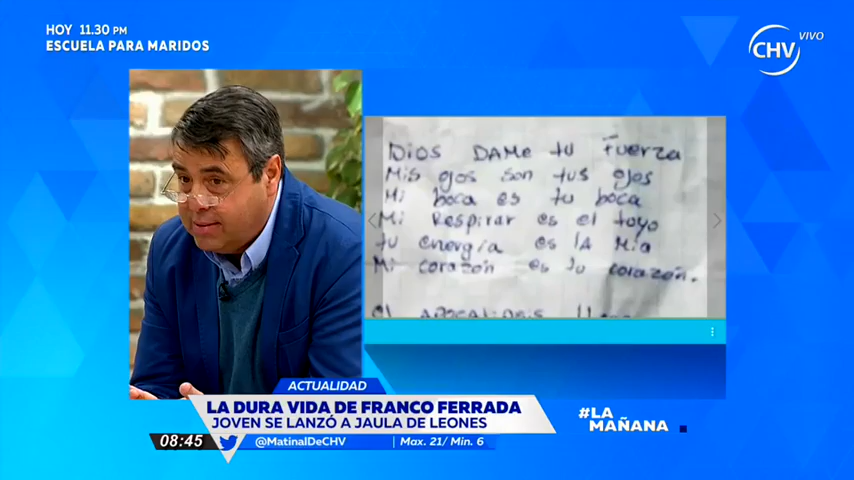 HOY 11.30 PM
ESCUELA PARA MARIDOS
CHV VIVO
DIOS DAME tu Fuerza
Mis ojos son tus ojos
Mi boca es tu boca
Mi Respirar es el tuyo
tu energía es LA Mia
Mi corazón es tu corazón.
el APOCALIPSIS
ACTUALIDAD
LA DURA VIDA DE FRANCO FERRADA
JOVEN SE LANZÓ A JAULA DE LEONES
#LA
MAÑANA
08:45
@MatinalDeCHV
Max. 21/ Min. 6